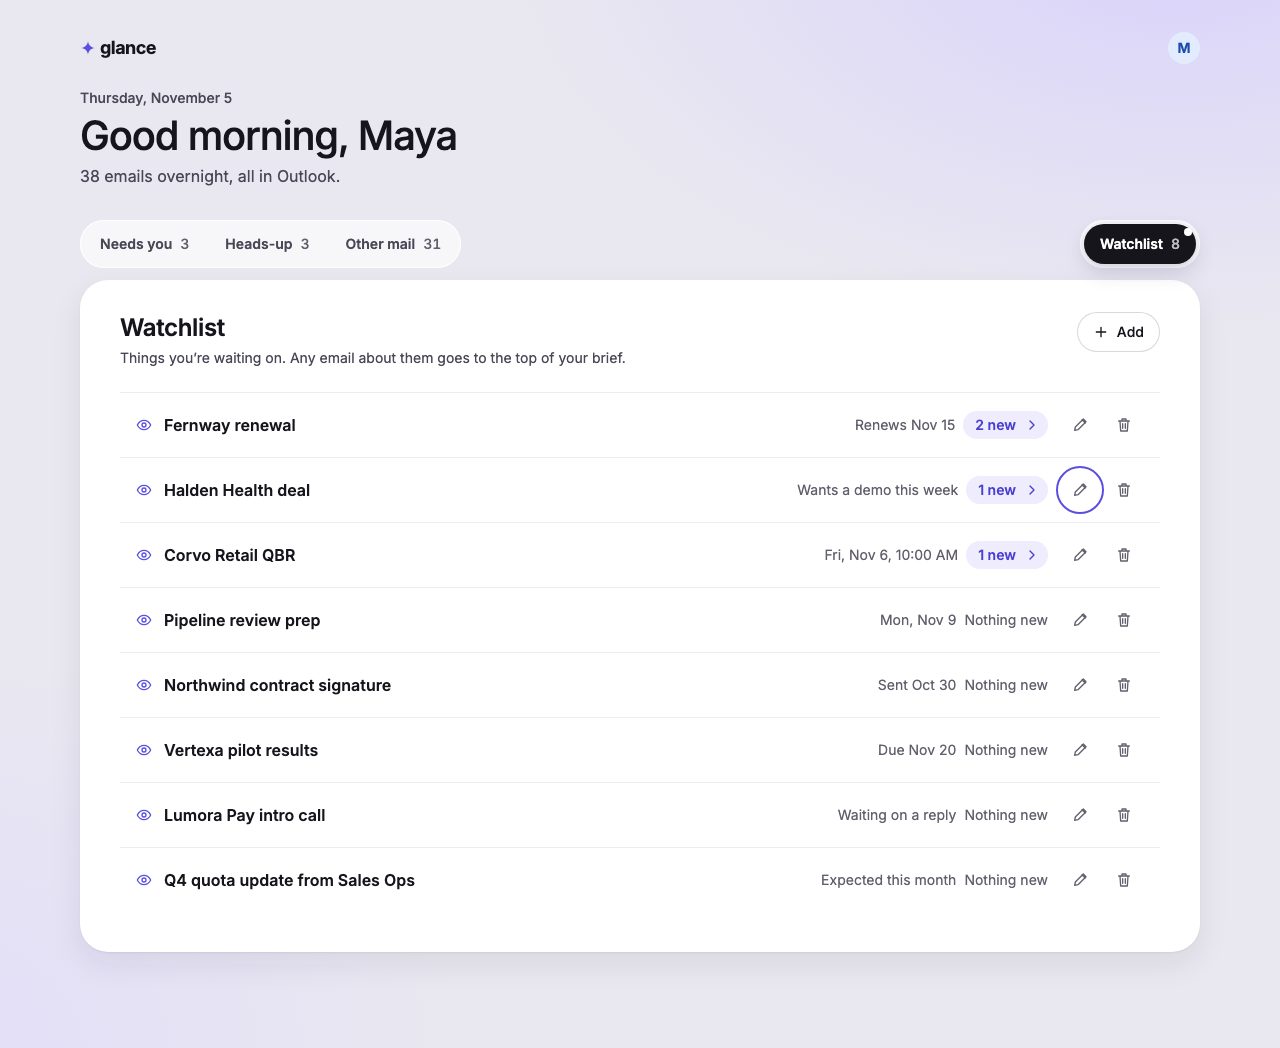 glance
M
Thursday, November 5
Good morning, Maya
38 emails overnight, all in Outlook.
Needs you 3
Heads-up 3
Other mail 31
Watchlist 8
Watchlist
Add
Things you’re waiting on. Any email about them goes to the top of your brief.
Fernway renewal Renews Nov 15 2 new
Halden Health deal Wants a demo this week 1 new
Corvo Retail QBR Fri, Nov 6, 10:00 AM 1 new
Pipeline review prep Mon, Nov 9 Nothing new
Northwind contract signature Sent Oct 30 Nothing new
Vertexa pilot results Due Nov 20 Nothing new
Lumora Pay intro call Waiting on a reply Nothing new
Q4 quota update from Sales Ops Expected this month Nothing new